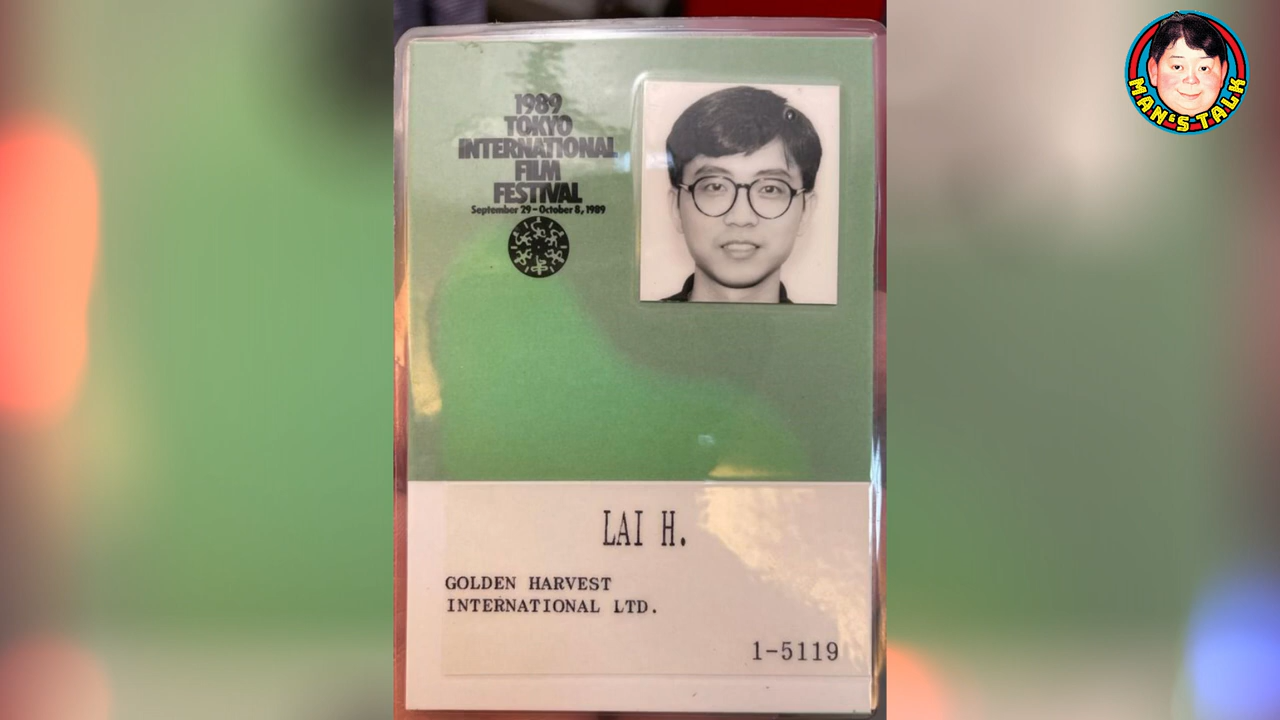 1989
TOKYO
INTERNATIONAL
FILM
FESTIVAL
September 29-October 8, 1989
LAI H.
GOLDEN HARVEST
INTERNATIONAL LTD.
1-5119
MAN'S TALK